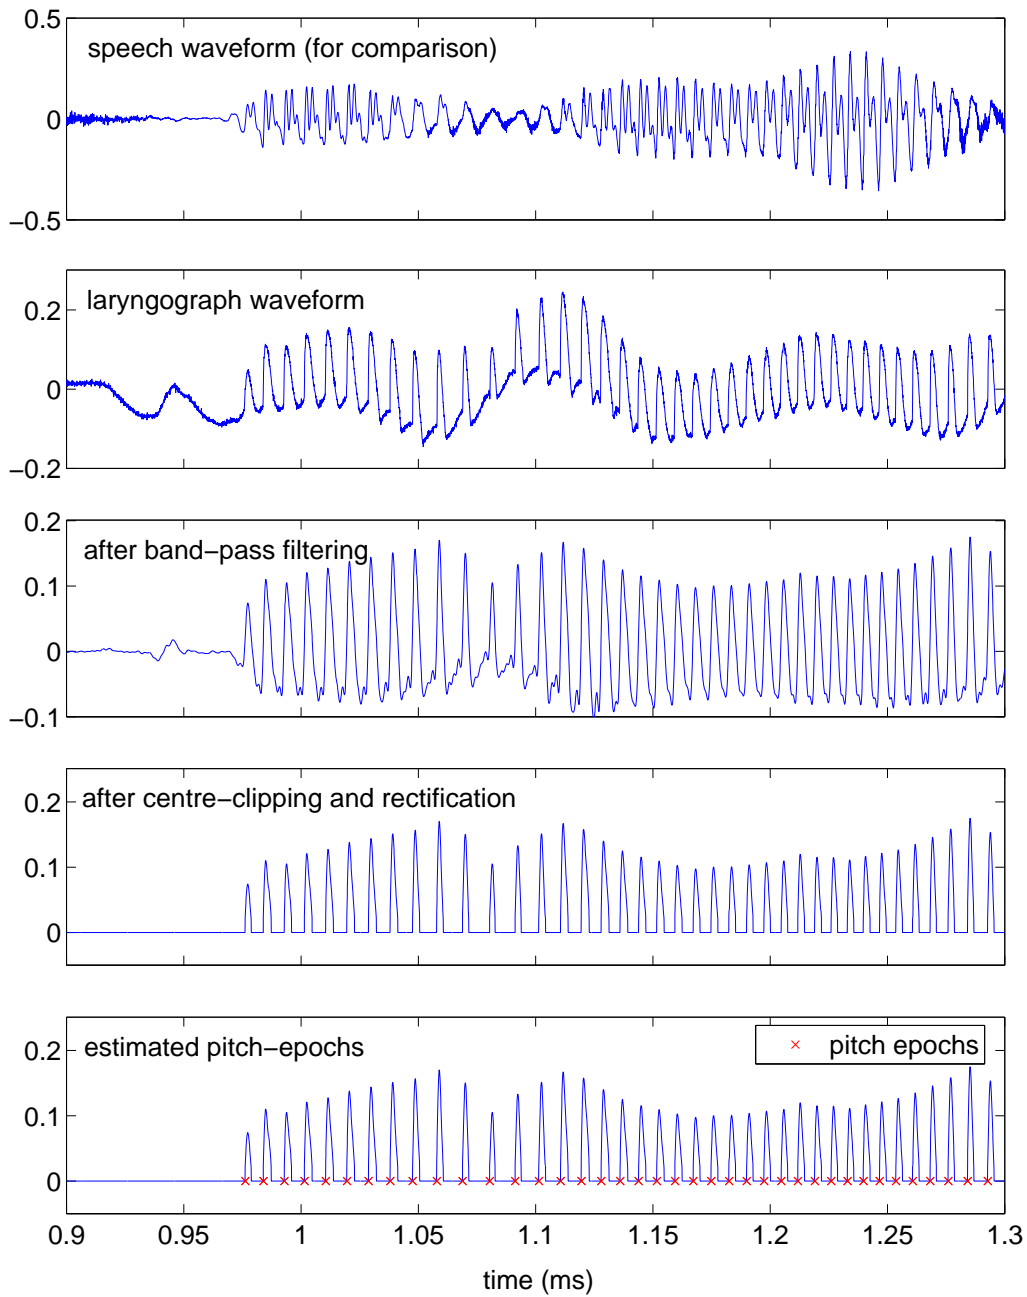 0.5
speech waveform (for comparison)
0
−0.5
0.2
laryngograph waveform
0
−0.2
0.2
after band−pass filtering
0.1
0
−0.1
0.2
after centre−clipping and rectification
0.1
0
0.2
estimated pitch−epochs
pitch epochs
0.1
0
0.9 0.95 1 1.05 1.1 1.15 1.2 1.25 1.3
time (ms)